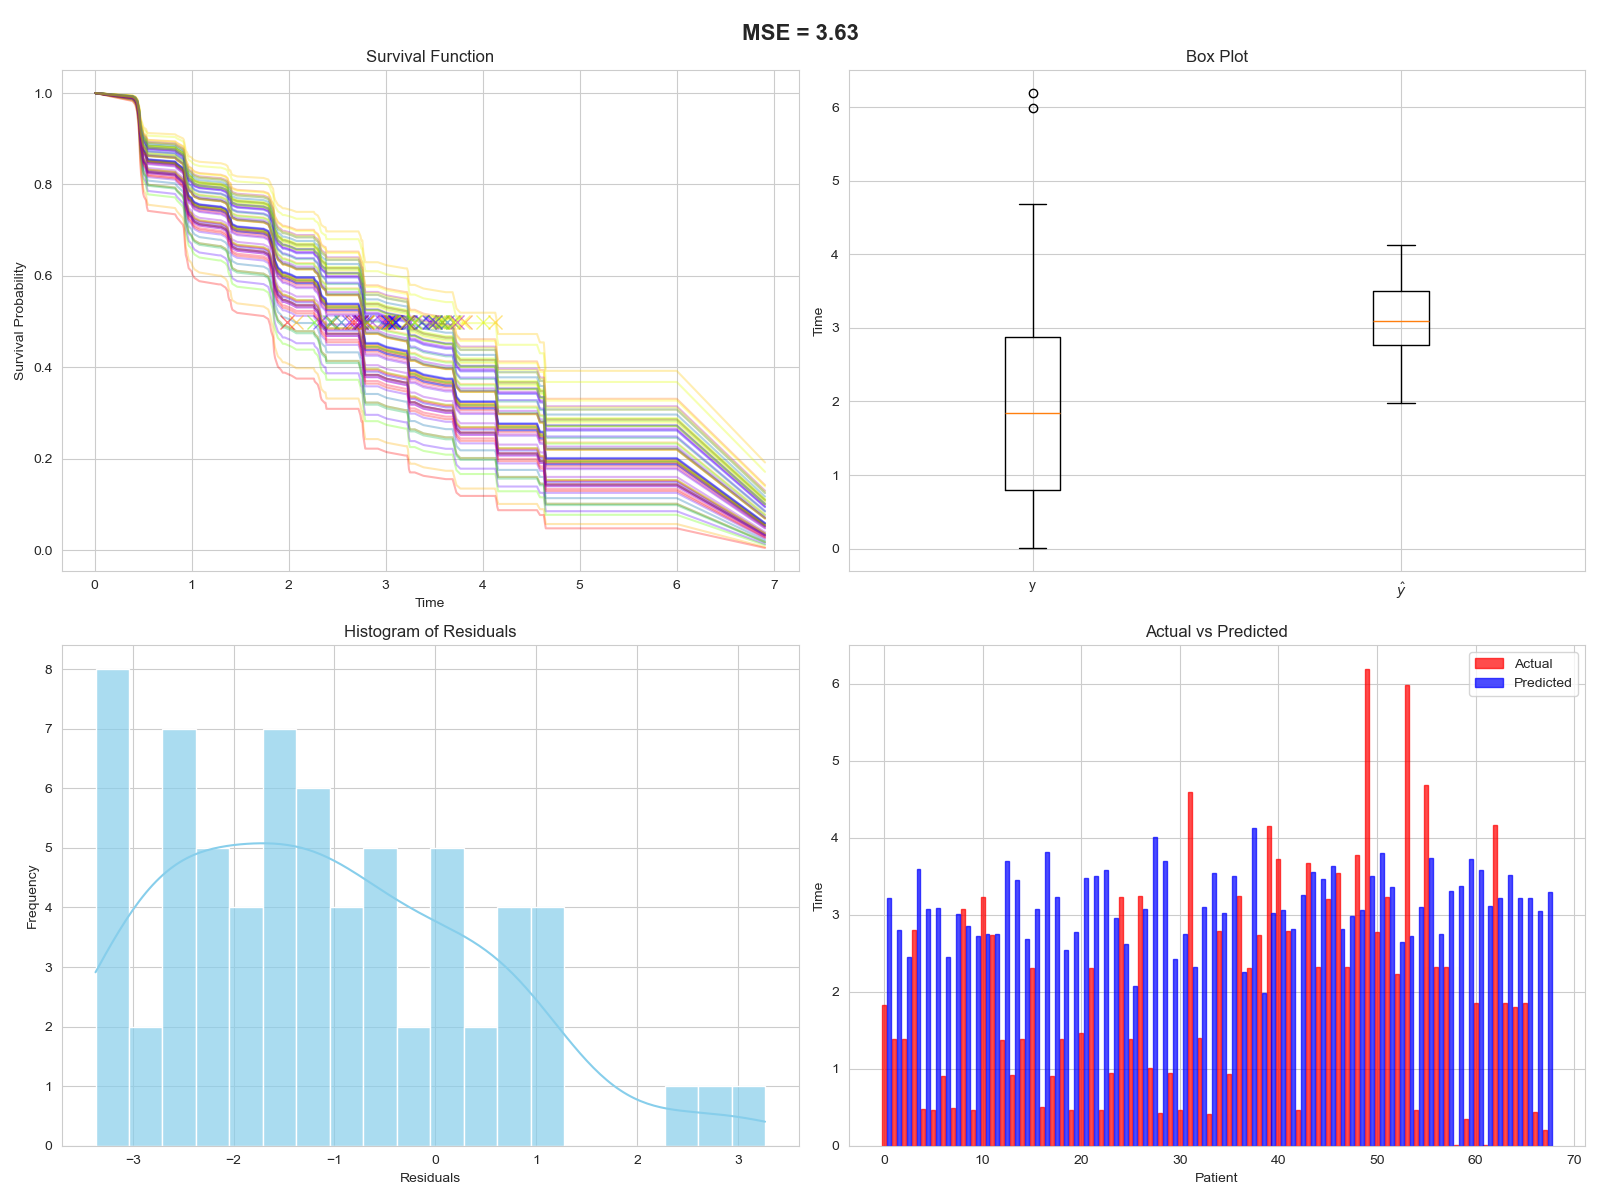 MSE = 3.63
Survival Function
Survival Probability
1.0
0.8
0.6
0.4
0.2
0.0
0 1 2 3 4 5 6 7
Time
Box Plot
Time
6
5
4
3
2
1
0
y ŷ
Histogram of Residuals
Frequency
8
7
6
5
4
3
2
1
0
−3 −2 −1 0 1 2 3
Residuals
Actual vs Predicted
Actual
Predicted
Time
6
5
4
3
2
1
0
0 10 20 30 40 50 60 70
Patient